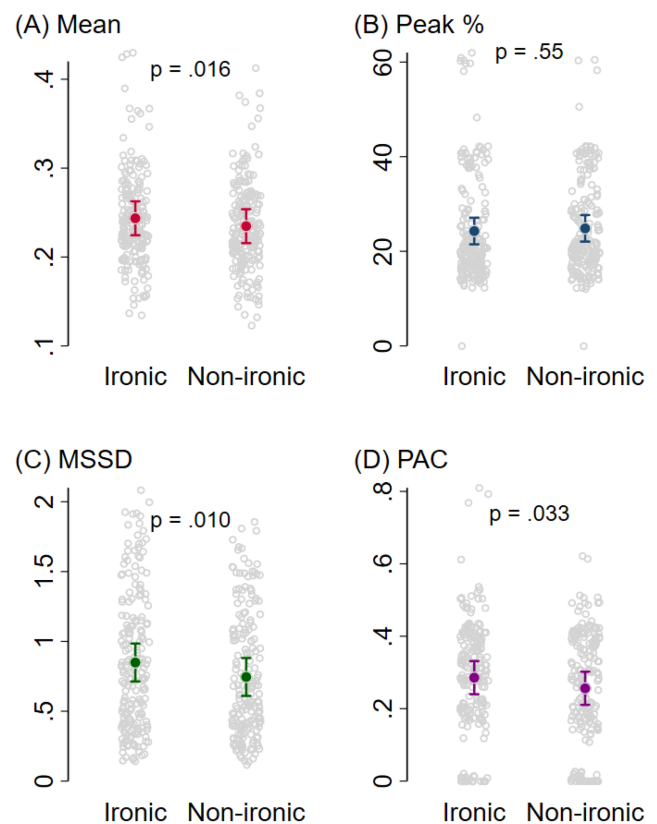 (A) Mean
p = .016
.4
.3
.2
.1
Ironic Non-ironic
(B) Peak %
p = .55
60
40
20
0
Ironic Non-ironic
(C) MSSD
p = .010
2
1.5
1
.5
0
Ironic Non-ironic
(D) PAC
p = .033
.8
.6
.4
.2
0
Ironic Non-ironic